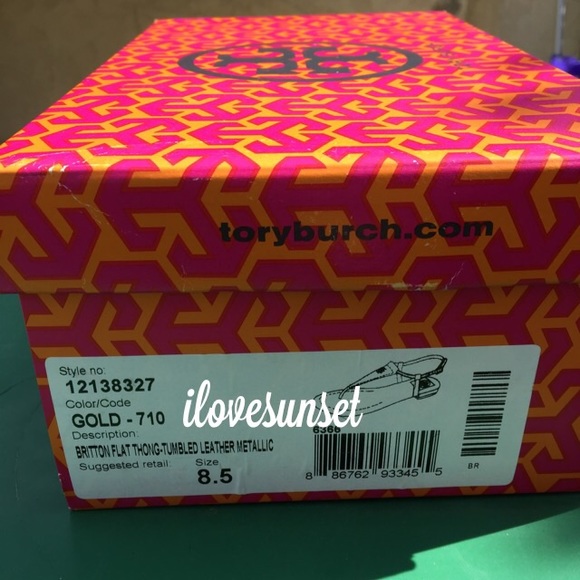 toryburch.com
Style no:
12138327
Color/Code
GOLD - 710
Description:
BRITTON FLAT THONG-TUMBLED LEATHER METALLIC
Suggested retail:
Size
8.5
ilovesunset
8 86762 93345 5
BR